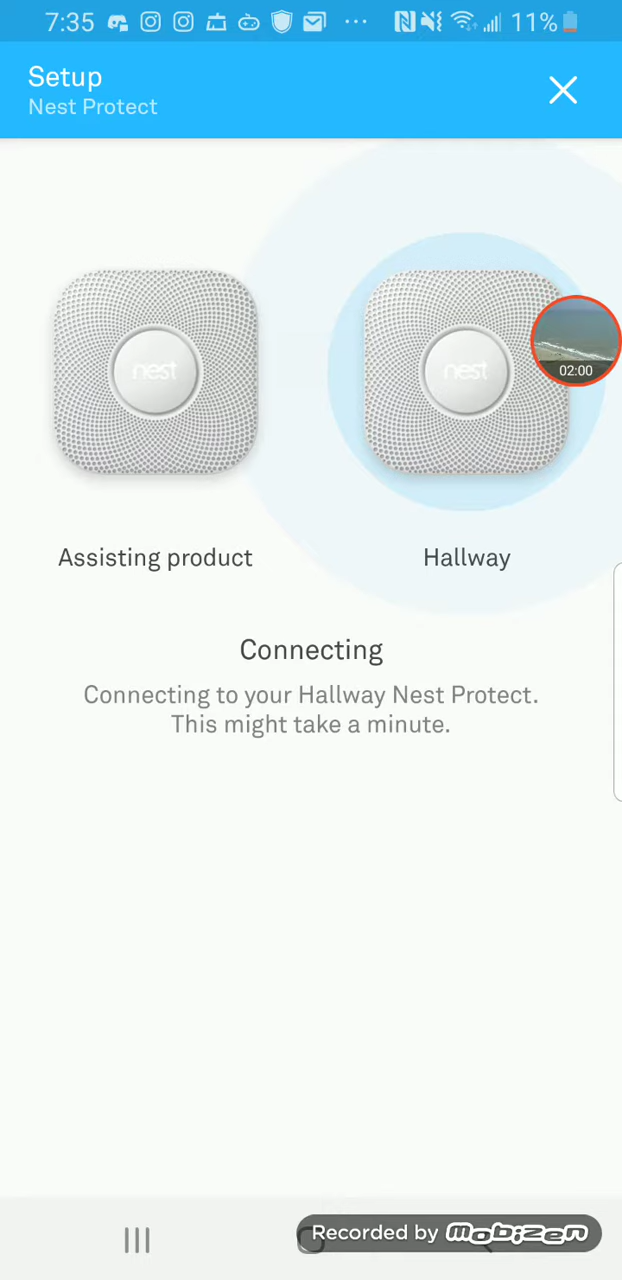 7:35
11%
Setup
Nest Protect
nest
nest
02:00
Assisting product
Hallway
Connecting
Connecting to your Hallway Nest Protect.
This might take a minute.
Recorded by mobizen